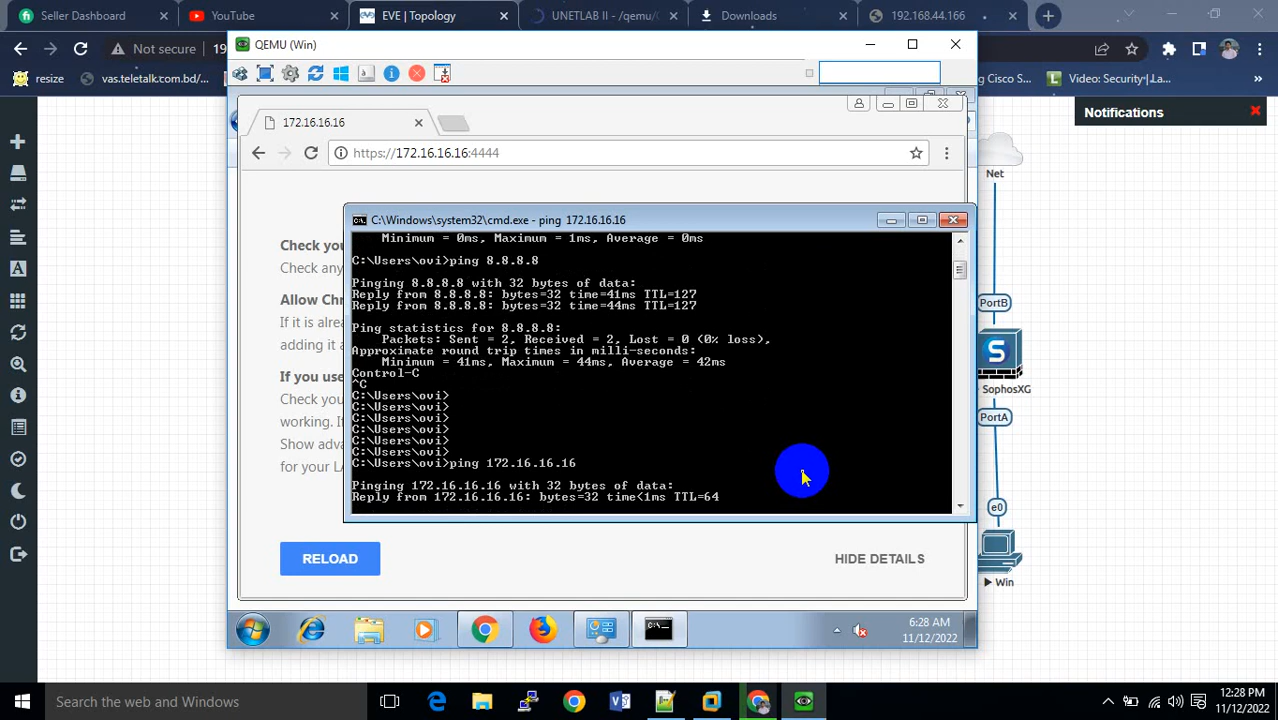 Seller Dashboard
YouTube
EVE | Topology
UNETLAB II - /qemu/
Downloads
192.168.44.166
Not secure
19
resize
vas.teletalk.com.bd/...
ng Cisco S...
Video: Security | La...
QEMU (Win)
172.16.16.16
https://172.16.16.16:4444
Notifications
Net
PortB
SophosXG
PortA
e0
Win
Check you
Check any
Allow Chr
If it is alrea
adding it a
If you use
Check you
working. If
Show adva
for your LA
C:\Windows\system32\cmd.exe - ping 172.16.16.16
Minimum = 0ms, Maximum = 1ms, Average = 0ms
C:\Users\ovi>ping 8.8.8.8
Pinging 8.8.8.8 with 32 bytes of data:
Reply from 8.8.8.8: bytes=32 time=41ms TTL=127
Reply from 8.8.8.8: bytes=32 time=44ms TTL=127
Ping statistics for 8.8.8.8:
Packets: Sent = 2, Received = 2, Lost = 0 (0% loss),
Approximate round trip times in milli-seconds:
Minimum = 41ms, Maximum = 44ms, Average = 42ms
Control-C
^C
C:\Users\ovi>
C:\Users\ovi>
C:\Users\ovi>
C:\Users\ovi>
C:\Users\ovi>
C:\Users\ovi>
C:\Users\ovi>ping 172.16.16.16
Pinging 172.16.16.16 with 32 bytes of data:
Reply from 172.16.16.16: bytes=32 time<1ms TTL=64
RELOAD
HIDE DETAILS
6:28 AM
11/12/2022
Search the web and Windows
12:28 PM
11/12/2022